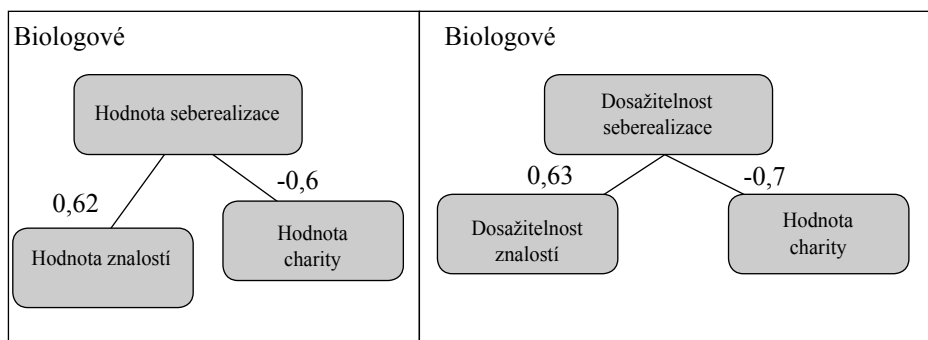 Biologové
Hodnota seberealizace
0,62
-0,6
Hodnota znalostí
Hodnota
charity
Biologové
Dosažitelnost
seberealizace
0,63
-0,7
Dosažitelnost
znalostí
Hodnota
charity